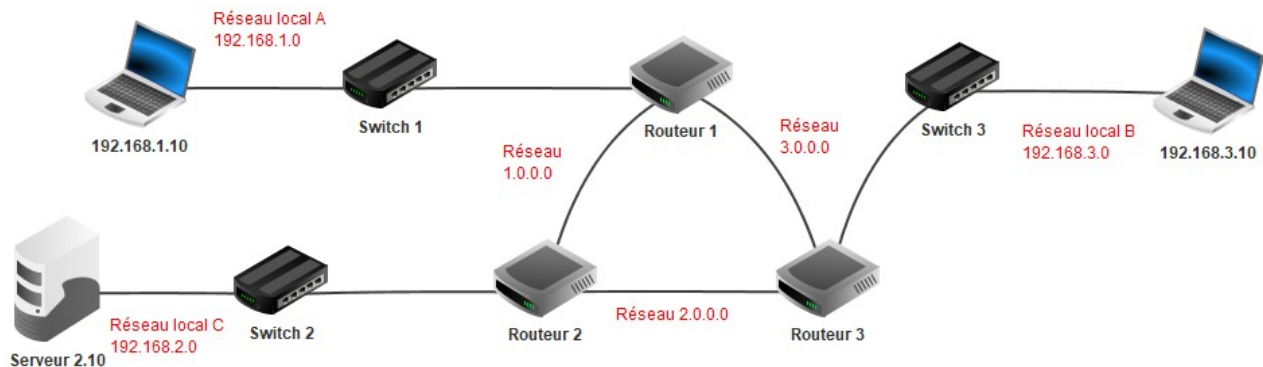 Réseau local A
192.168.1.0
192.168.1.10
Switch 1
Routeur 1
Réseau
1.0.0.0
Réseau
3.0.0.0
Switch 3
Réseau local B
192.168.3.0
192.168.3.10
Serveur 2.10
Réseau local C
192.168.2.0
Switch 2
Routeur 2
Réseau 2.0.0.0
Routeur 3